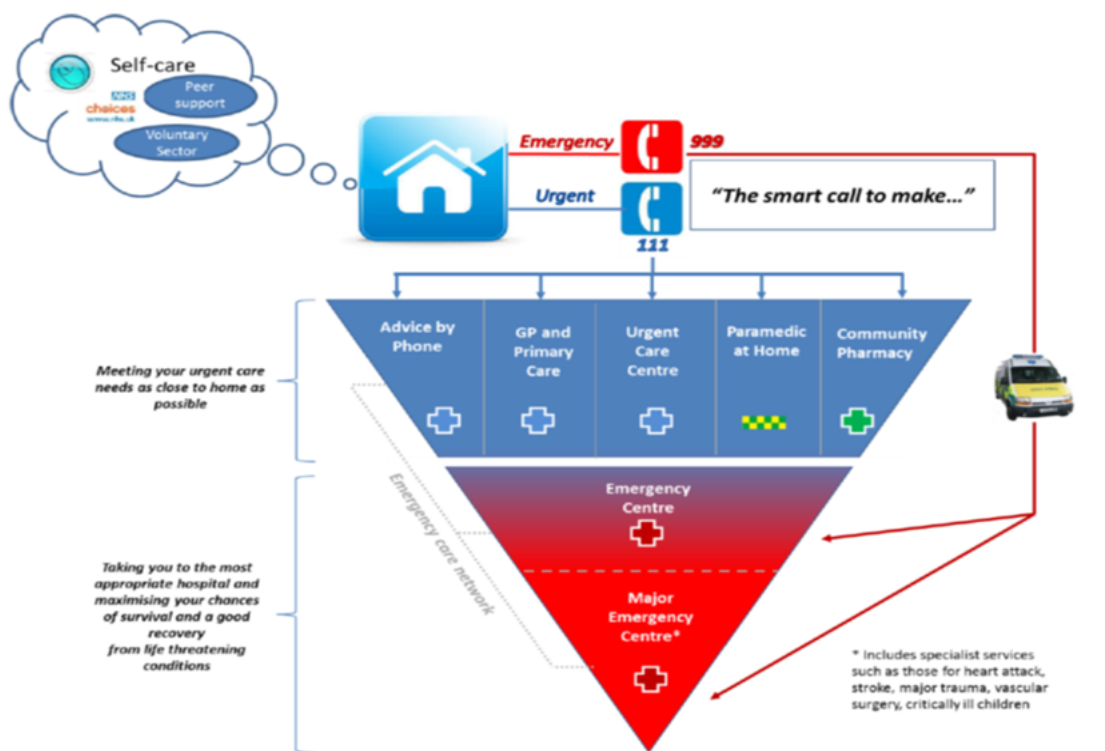 Self-care
NHS
choices
www.nhs.uk
Peer
support
Voluntary
Sector
Emergency
999
Urgent
111
“The smart call to make...”
Advice by
Phone
GP and
Primary
Care
Urgent
Care
Centre
Paramedic
at Home
Community
Pharmacy
Meeting your urgent care
needs as close to home as
possible
Emergency care network
Emergency
Centre
Major
Emergency
Centre*
Taking you to the most
appropriate hospital and
maximising your chances
of survival and a good
recovery
from life threatening
conditions
* Includes specialist services
such as those for heart attack,
stroke, major trauma, vascular
surgery, critically ill children